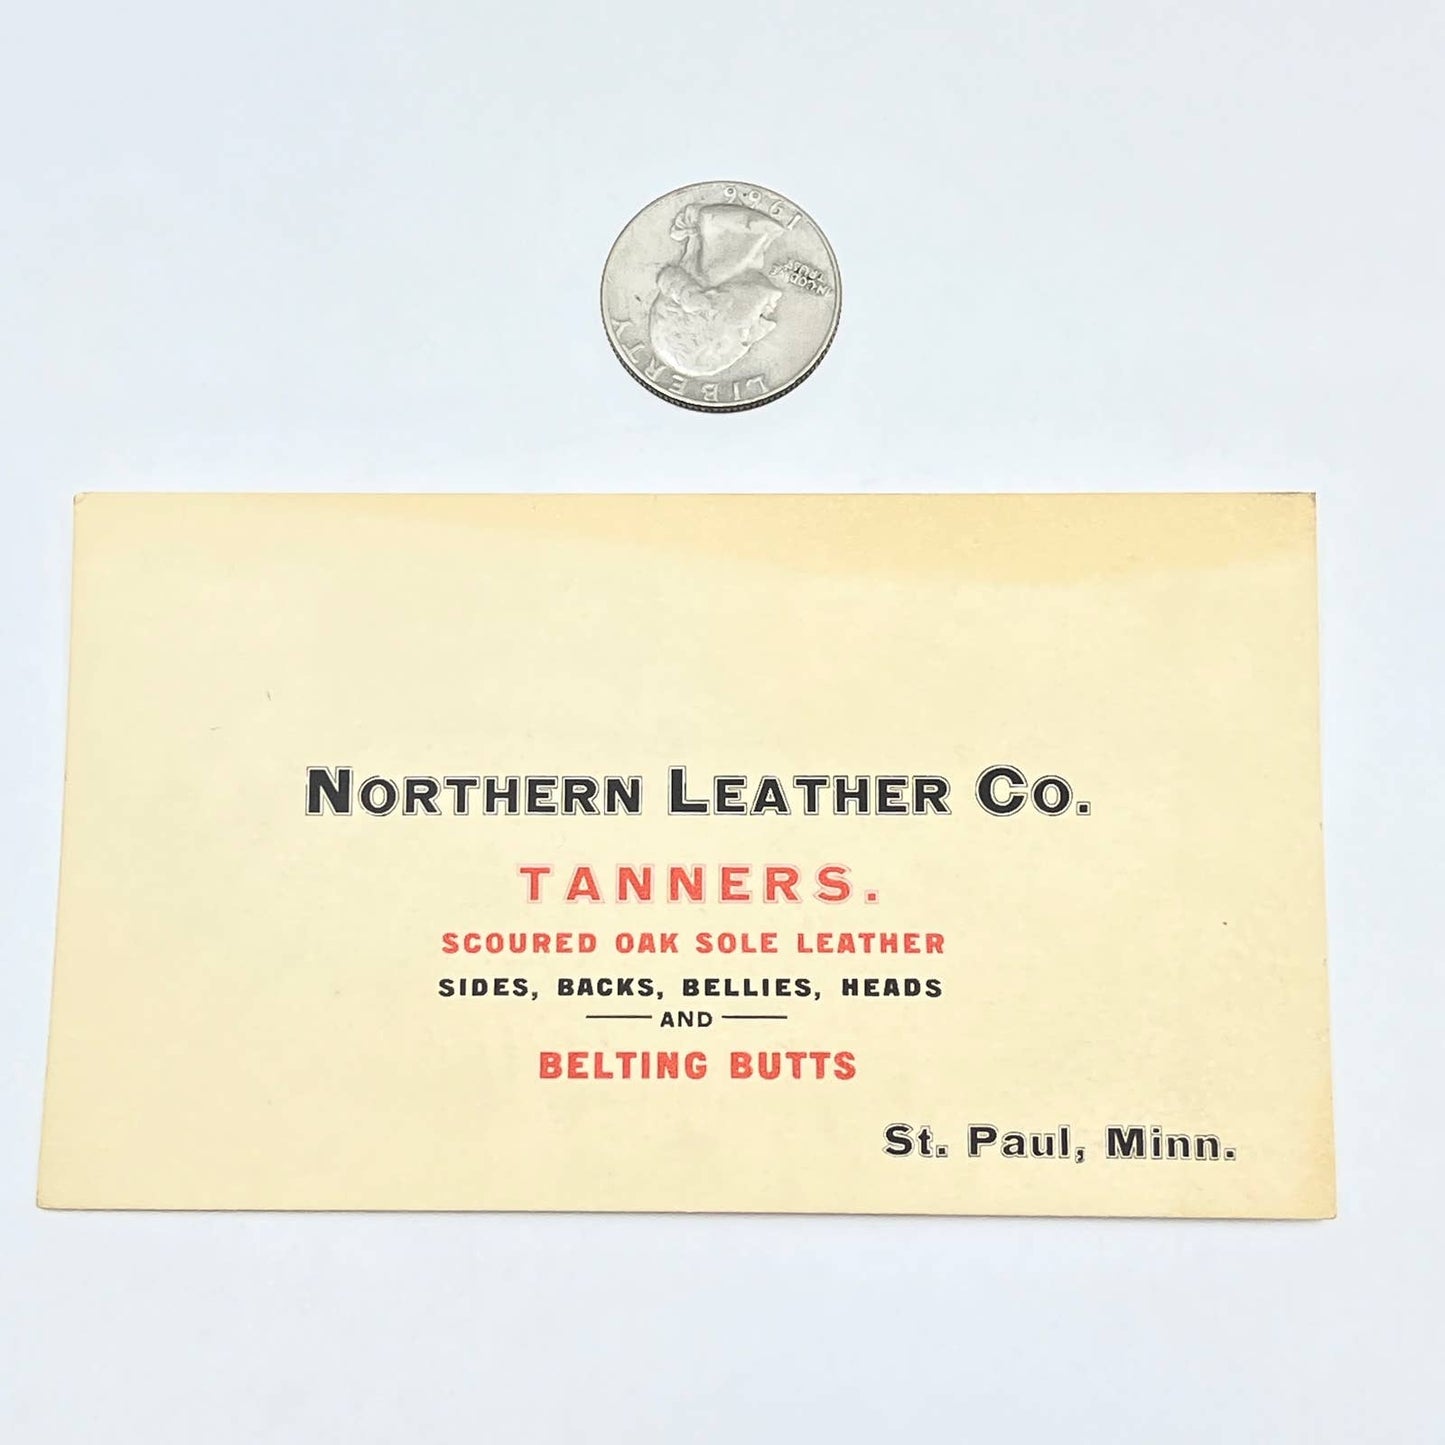 1966
IN GOD WE
TRUST
LIBERTY
NORTHERN LEATHER CO.
TANNERS.
SCOURED OAK SOLE LEATHER
SIDES, BACKS, BELLIES, HEADS
AND
BELTING BUTTS
St. Paul, Minn.